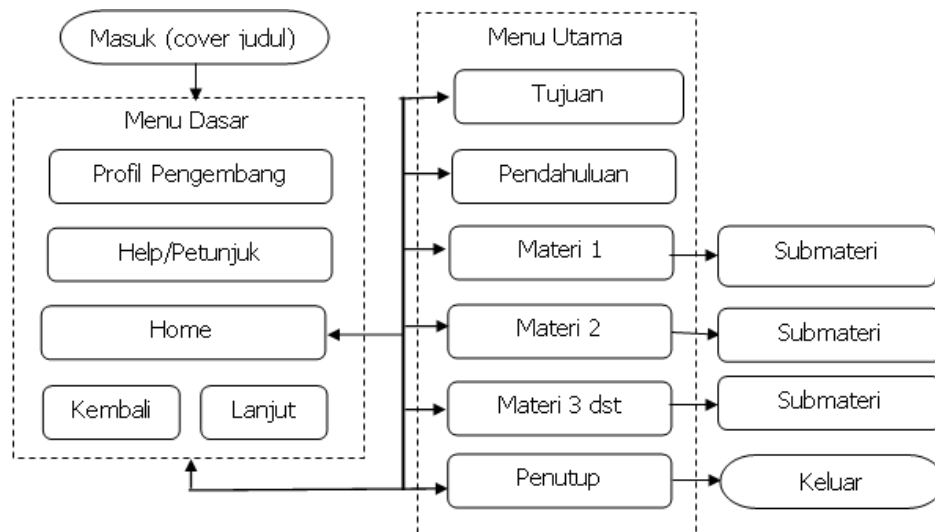 Masuk (cover judul)
Menu Dasar
Profil Pengembang
Help/Petunjuk
Home
Kembali
Lanjut
Menu Utama
Tujuan
Pendahuluan
Materi 1
Submateri
Materi 2
Submateri
Materi 3 dst
Submateri
Penutup
Keluar